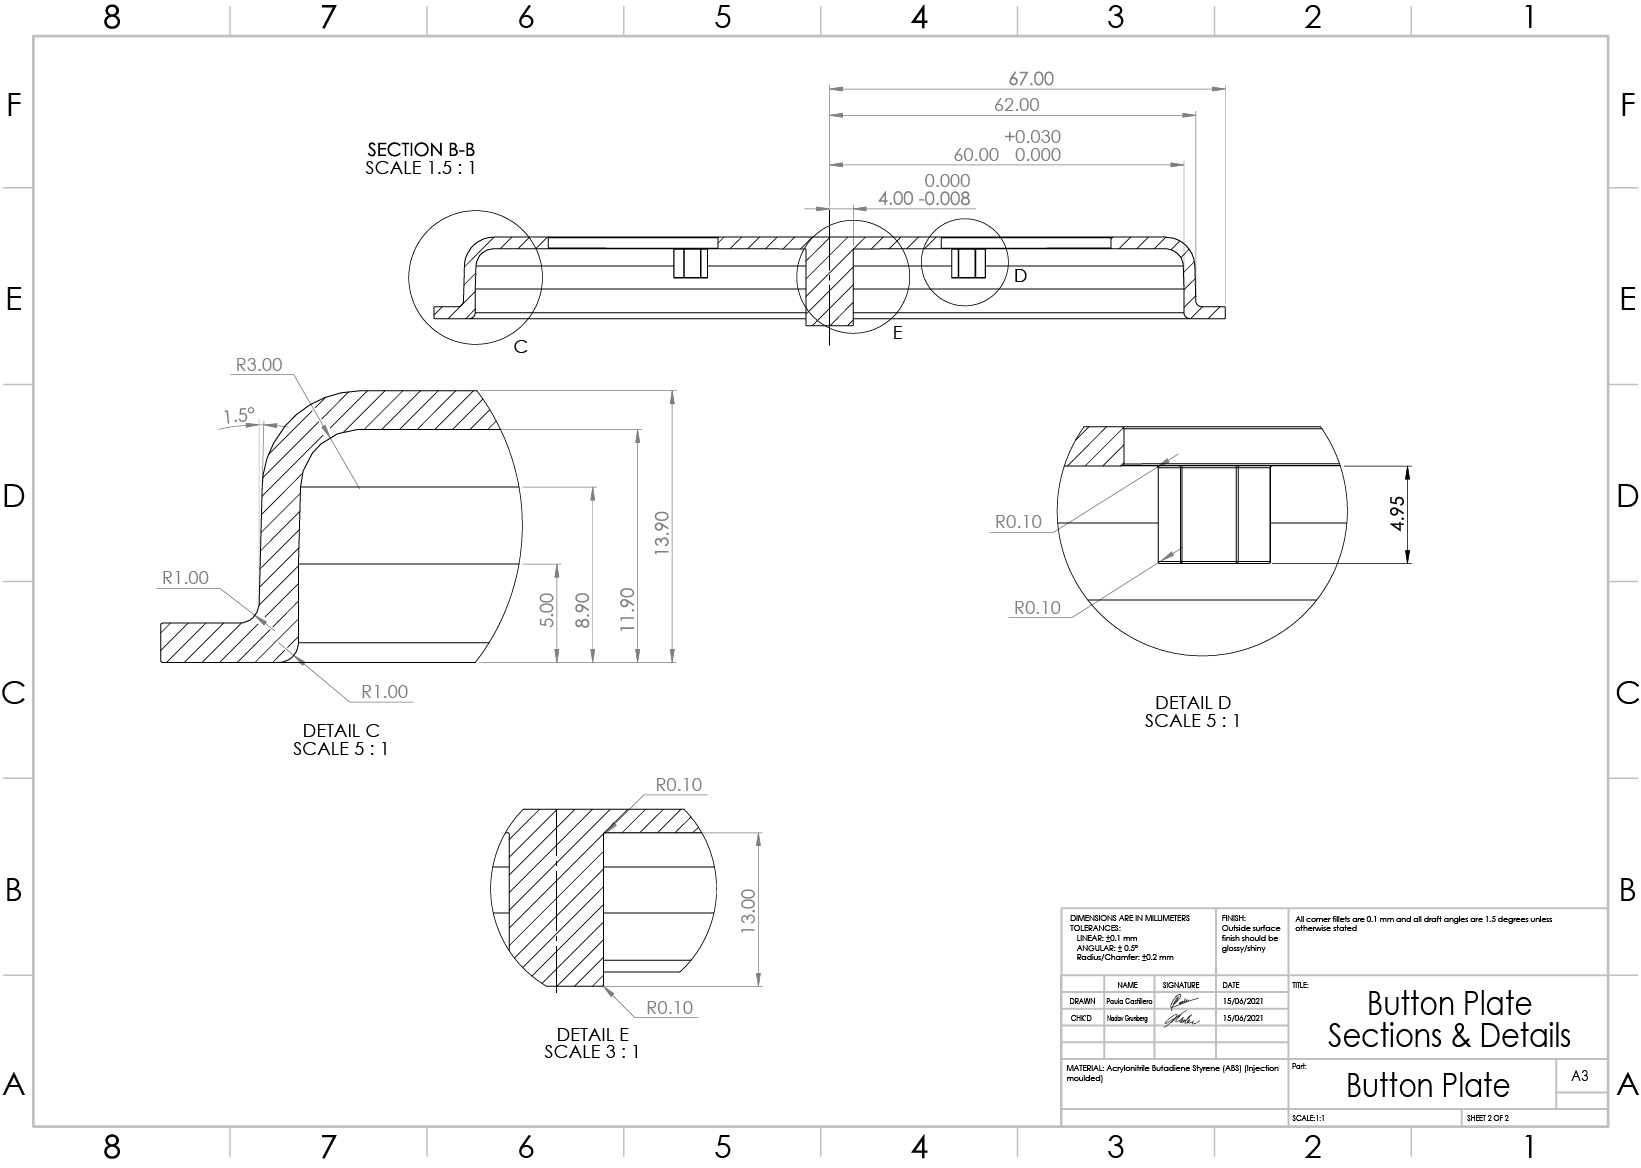 8 7 6 5 4 3 2 1
F F
67.00
62.00
+0.030
60.00 0.000
0.000
4.00 -0.008
SECTION B-B
SCALE 1.5 : 1
E E
D
E
C
R3.00
1.5°
R1.00
5.00
8.90
11.90
13.90
R1.00
DETAIL C
SCALE 5 : 1
D D
R0.10
4.95
R0.10
DETAIL D
SCALE 5 : 1
C C
R0.10
13.00
R0.10
DETAIL E
SCALE 3 : 1
B B
DIMENSIONS ARE IN MILLIMETERS
TOLERANCES:
LINEAR: ±0.1 mm
ANGULAR: ± 0.5°
Radius/Chamfer: ±0.2 mm
FINISH:
Outside surface
finish should be
glossy/shiny
All corner fillets are 0.1 mm and all draft angles are 1.5 degrees unless
otherwise stated
NAME SIGNATURE DATE
DRAWN Paula Castillero 15/06/2021
CHK'D Nadav Grunberg 15/06/2021
TITLE:
Button Plate
Sections & Details
MATERIAL: Acrylonitrile Butadiene Styrene (ABS) (Injection
moulded)
Part:
Button Plate
A3
SCALE:1:1
SHEET 2 OF 2
A A
8 7 6 5 4 3 2 1